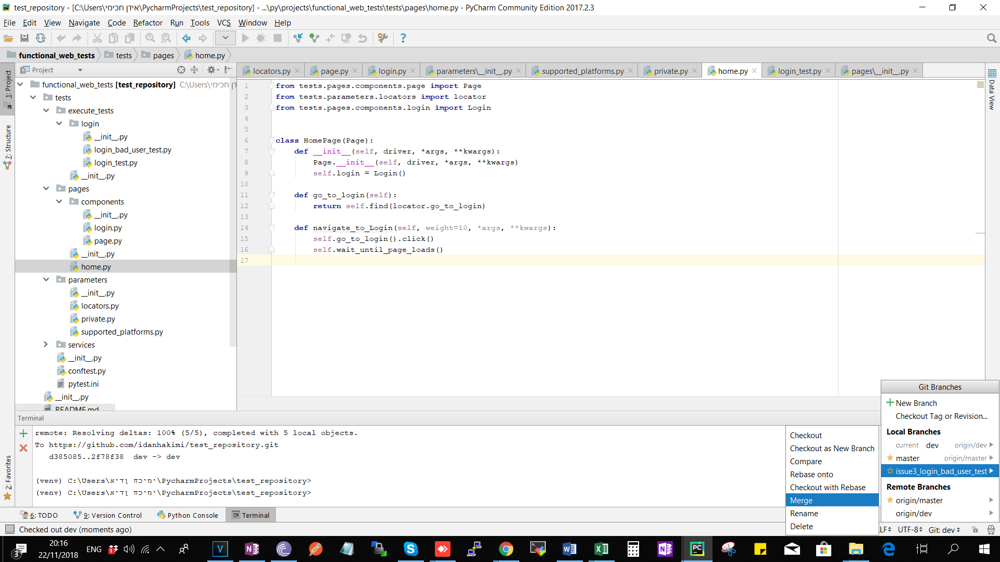 test_repository - [C:\Users\אידן חכימי\PycharmProjects\test_repository] - ...\py\projects\functional_web_tests\tests\pages\home.py - PyCharm Community Edition 2017.2.3
File Edit View Navigate Code Refactor Run Tools VCS Window Help
functional_web_tests tests pages home.py
1: Project
7: Structure
2: Favorites
Project
functional_web_tests [test_repository] C:\Users\אידן חכימי
tests
execute_tests
login
__init__.py
login_bad_user_test.py
login_test.py
__init__.py
pages
components
__init__.py
login.py
page.py
__init__.py
home.py
parameters
__init__.py
locators.py
private.py
supported_platforms.py
services
__init__.py
conftest.py
pytest.ini
__init__.py
README.md
locators.py page.py login.py parameters\__init__.py supported_platforms.py private.py home.py login_test.py pages\__init__.py
Data View
1 from tests.pages.components.page import Page
2 from tests.parameters.locators import locator
3 from tests.pages.components.login import Login
4
5
6 class HomePage(Page):
7 def __init__(self, driver, *args, **kwargs):
8 Page.__init__(self, driver, *args, **kwargs)
9 self.login = Login()
10
11 def go_to_login(self):
12 return self.find(locator.go_to_login)
13
14 def navigate_to_Login(self, weight=10, *args, **kwargs):
15 self.go_to_login().click()
16 self.wait_until_page_loads()
17
Terminal
remote: Resolving deltas: 100% (5/5), completed with 5 local objects.
To https://github.com/idanhakimi/test_repository.git
d385085..2f78f38 dev -> dev
(venv) C:\Users\אידן חכימי\PycharmProjects\test_repository>
(venv) C:\Users\אידן חכימי\PycharmProjects\test_repository>
Checkout
Checkout as New Branch
Compare
Rebase onto
Checkout with Rebase
Merge
Rename
Delete
Git Branches
New Branch
Checkout Tag or Revision...
Local Branches
current dev origin/dev
master origin/master
issue3_login_bad_user_test
Remote Branches
origin/master
origin/dev
6: TODO 9: Version Control Python Console Terminal
Checked out dev (moments ago) LF UTF-8 Git: dev
3 20:16 22/11/2018 ENG 1